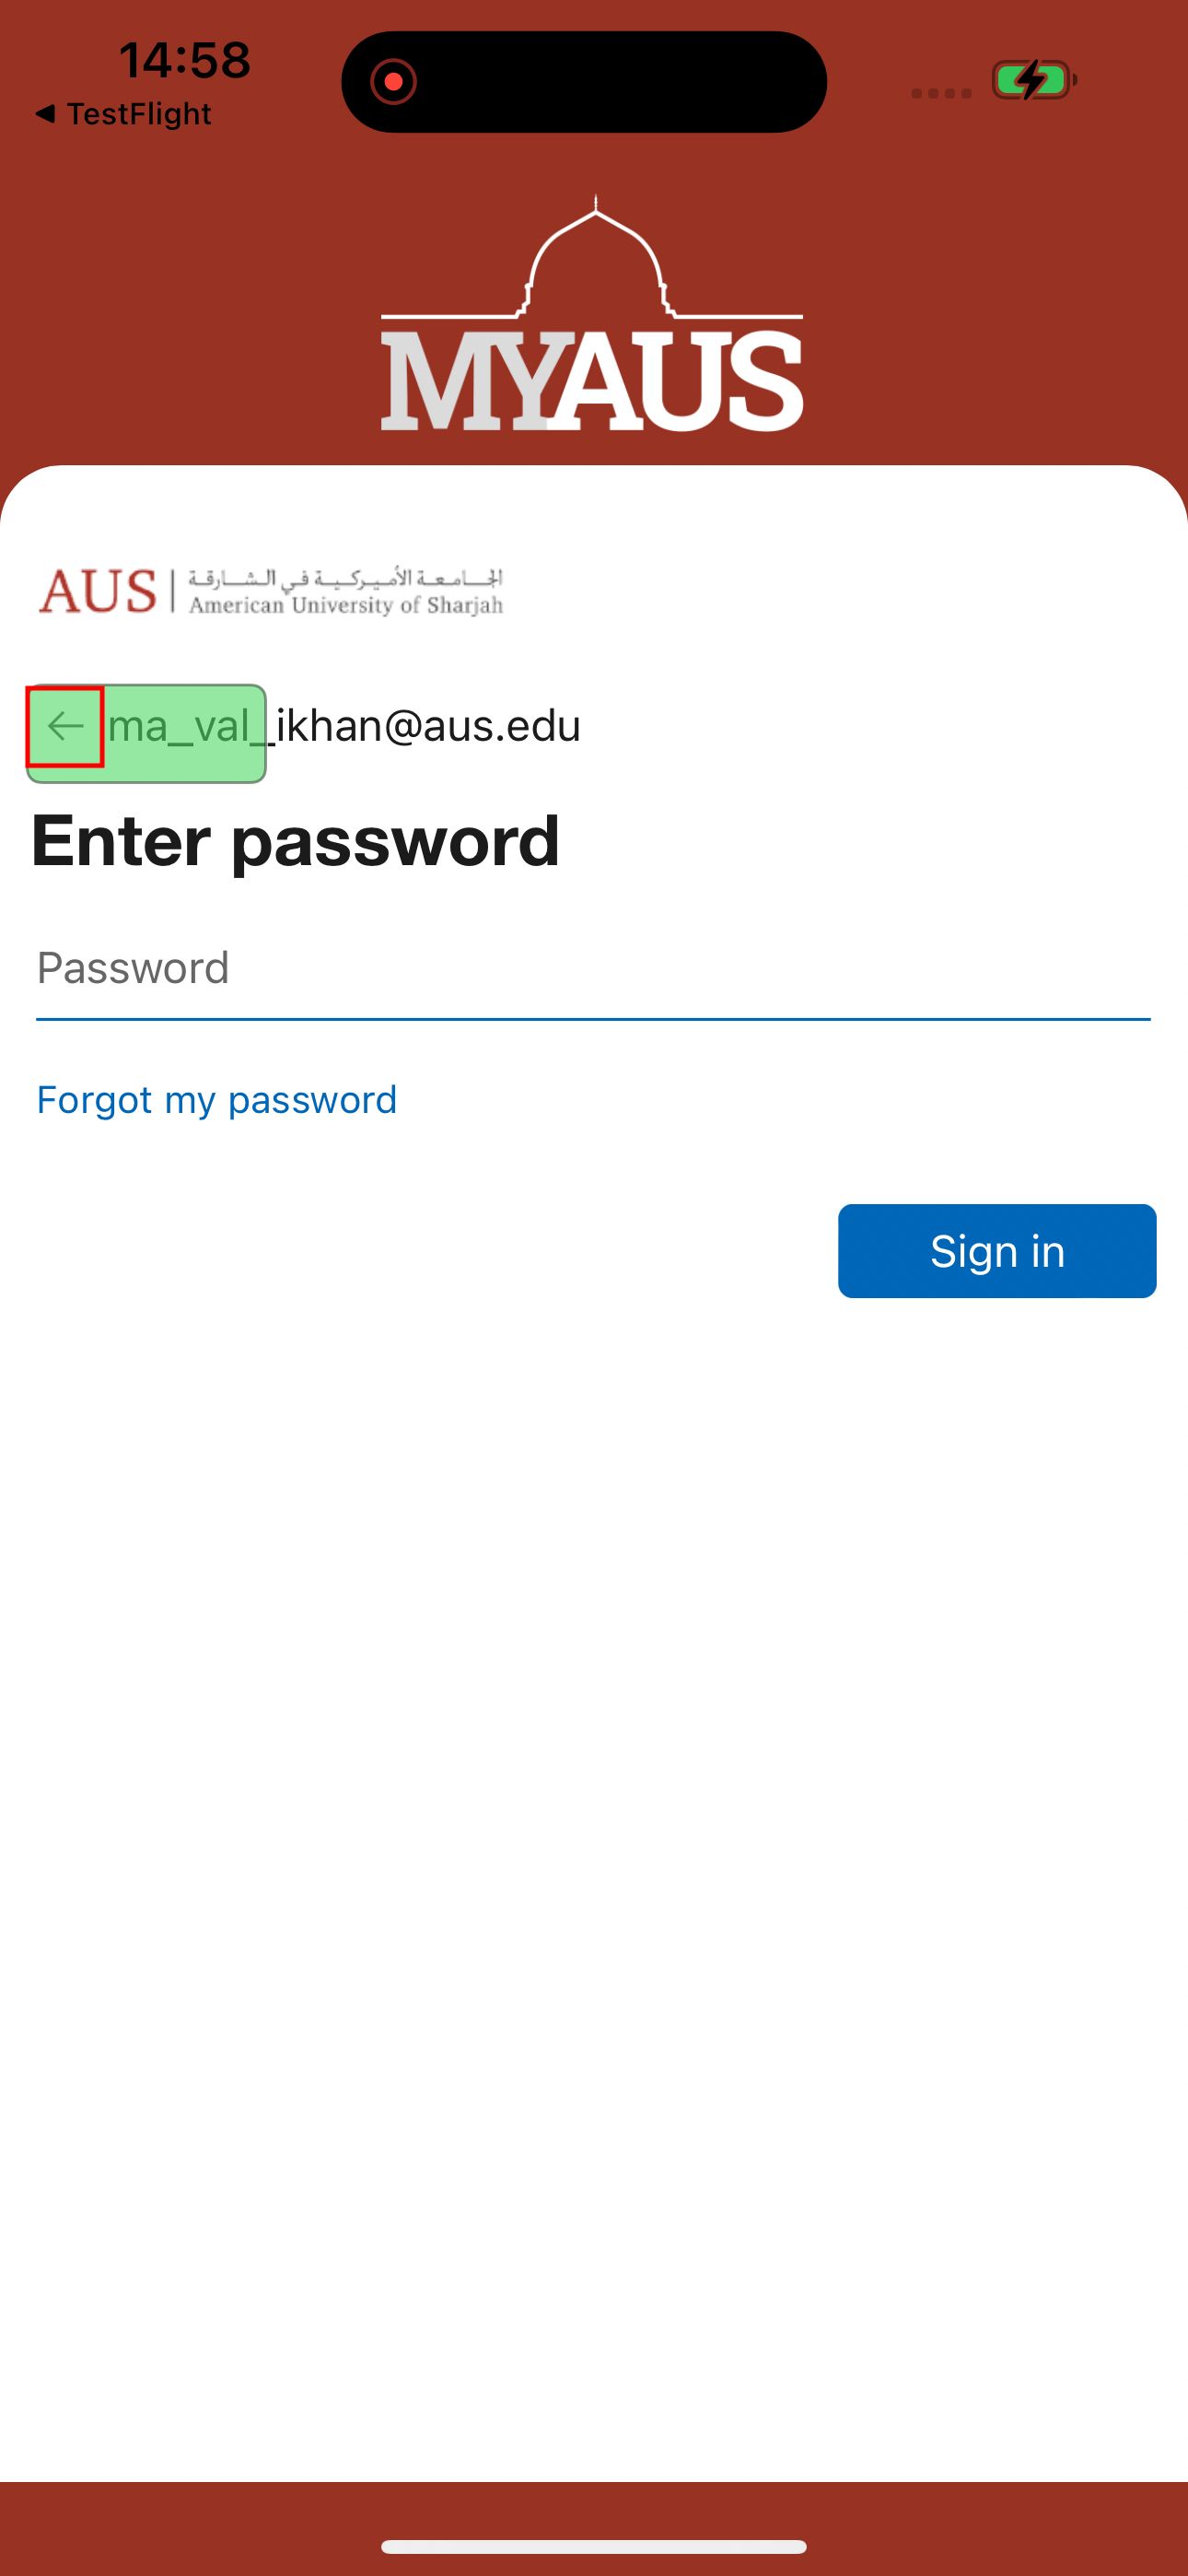 14:58
TestFlight
MYAUS
AUS
الجامعة الأميركية في الشارقة
American University of Sharjah
ma_val_ikhan@aus.edu
Enter password
Password
Forgot my password
Sign in